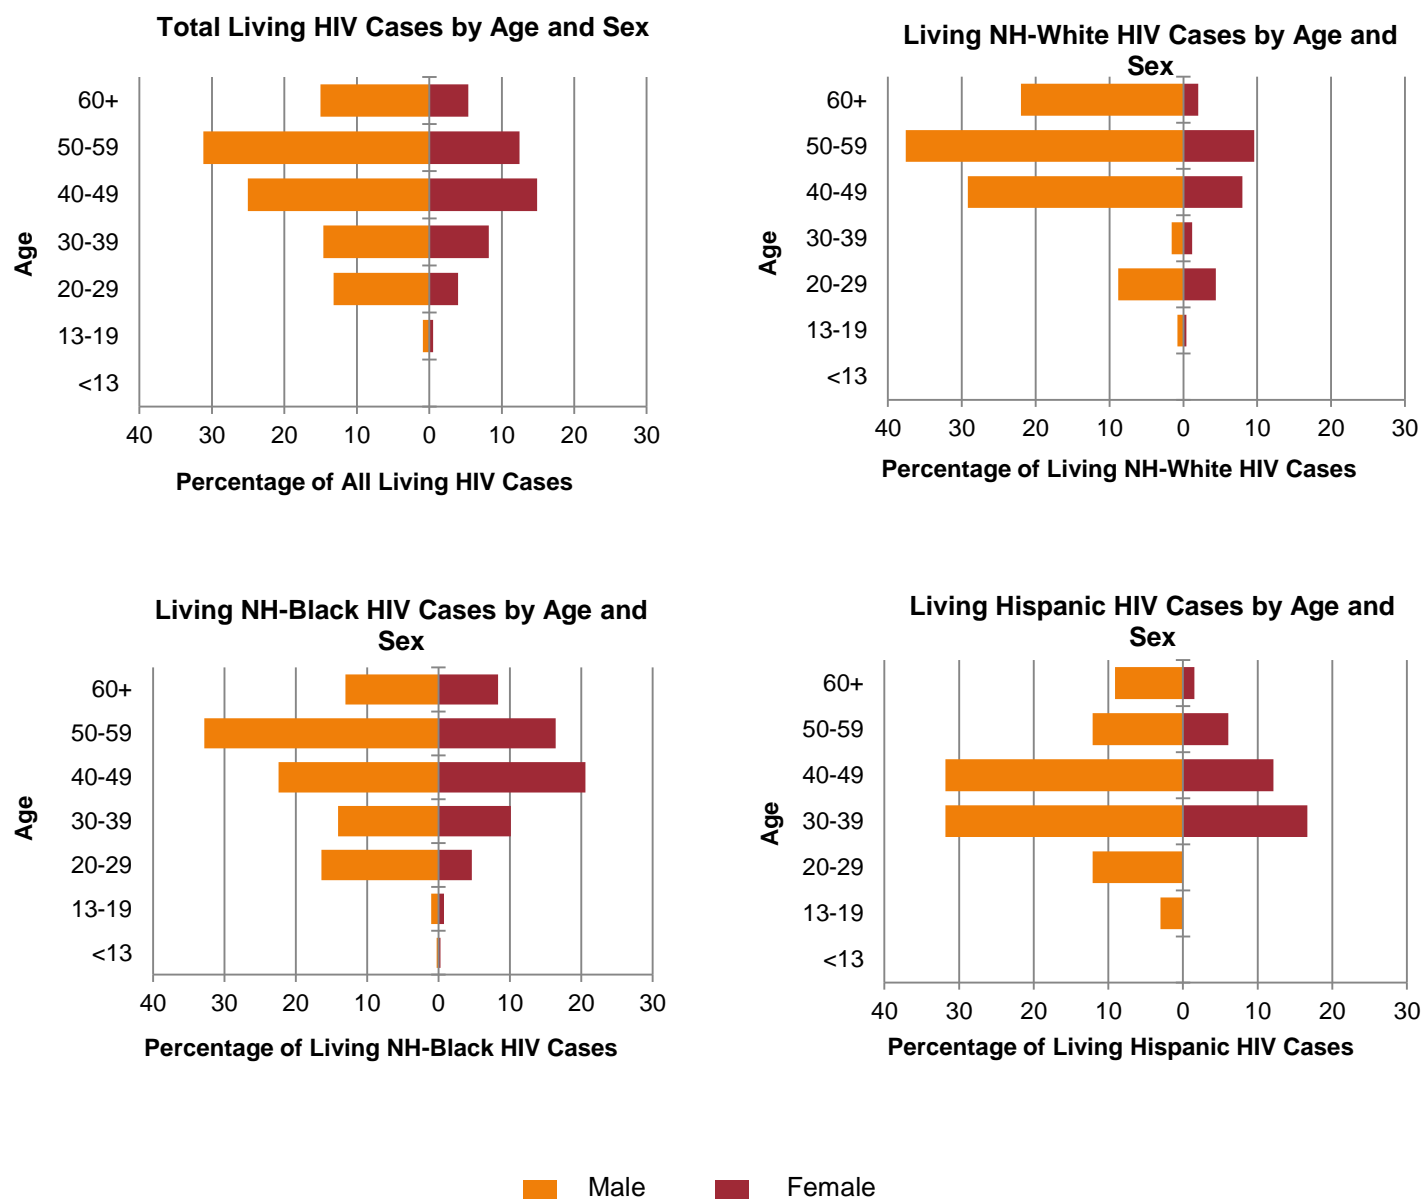 Total Living HIV Cases by Age and Sex
60+
50-59
40-49
30-39
20-29
13-19
<13
Age
40 30 20 10 0 10 20 30
Percentage of All Living HIV Cases
Living NH-White HIV Cases by Age and
Sex
60+
50-59
40-49
30-39
20-29
13-19
<13
Age
40 30 20 10 0 10 20 30
Percentage of Living NH-White HIV Cases
Living NH-Black HIV Cases by Age and
Sex
60+
50-59
40-49
30-39
20-29
13-19
<13
Age
40 30 20 10 0 10 20 30
Percentage of Living NH-Black HIV Cases
Living Hispanic HIV Cases by Age and
Sex
60+
50-59
40-49
30-39
20-29
13-19
<13
Age
40 30 20 10 0 10 20 30
Percentage of Living Hispanic HIV Cases
Male Female